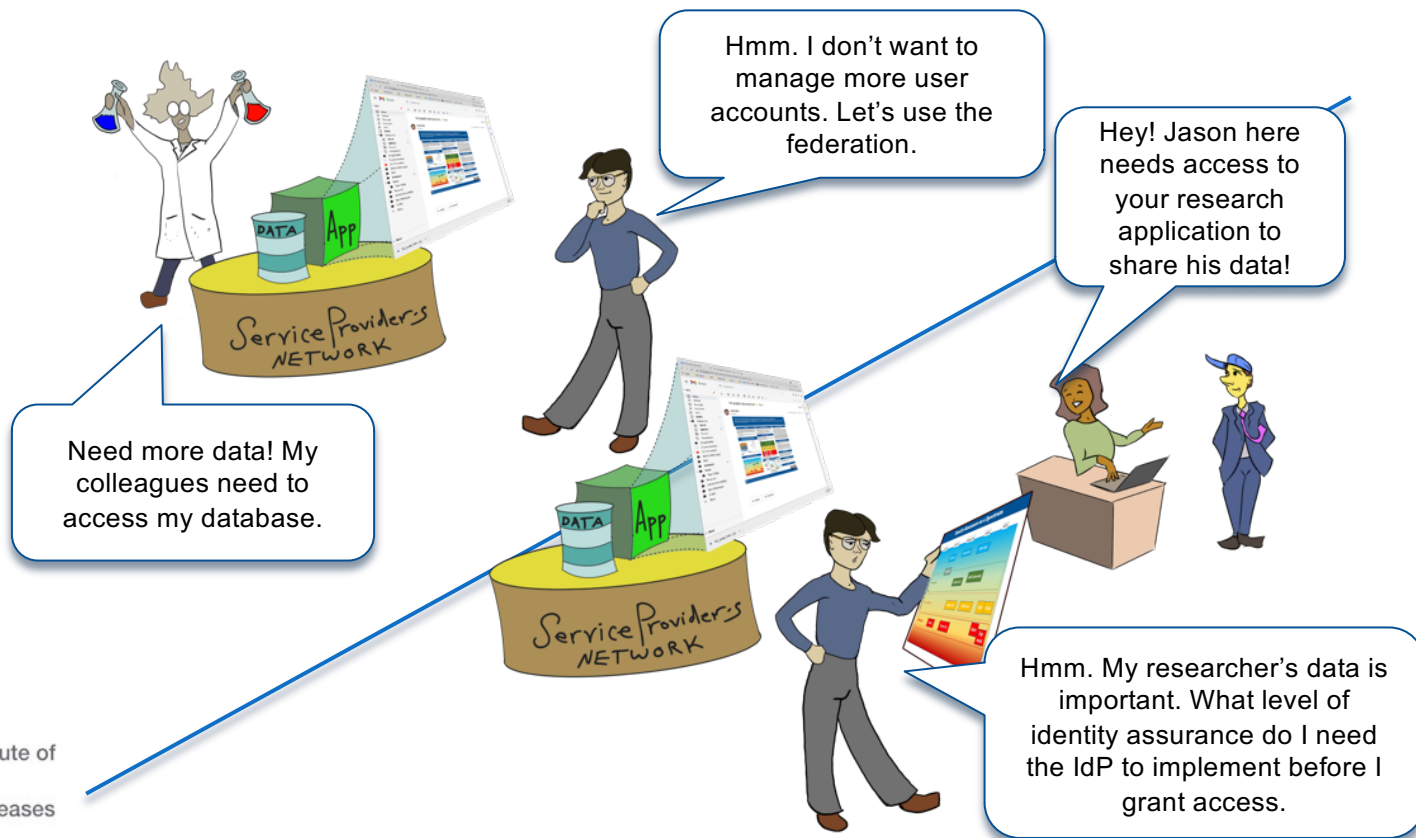 Hmm. I don’t want to
manage more user
accounts. Let’s use the
federation.
Hey! Jason here
needs access to
your research
application to
share his data!
DATA
App
Service Provider's
NETWORK
Need more data! My
colleagues need to
access my database.
DATA
App
Service Provider's
NETWORK
Hmm. My researcher’s data is
important. What level of
identity assurance do I need
the IdP to implement before I
grant access.
ute of
eases